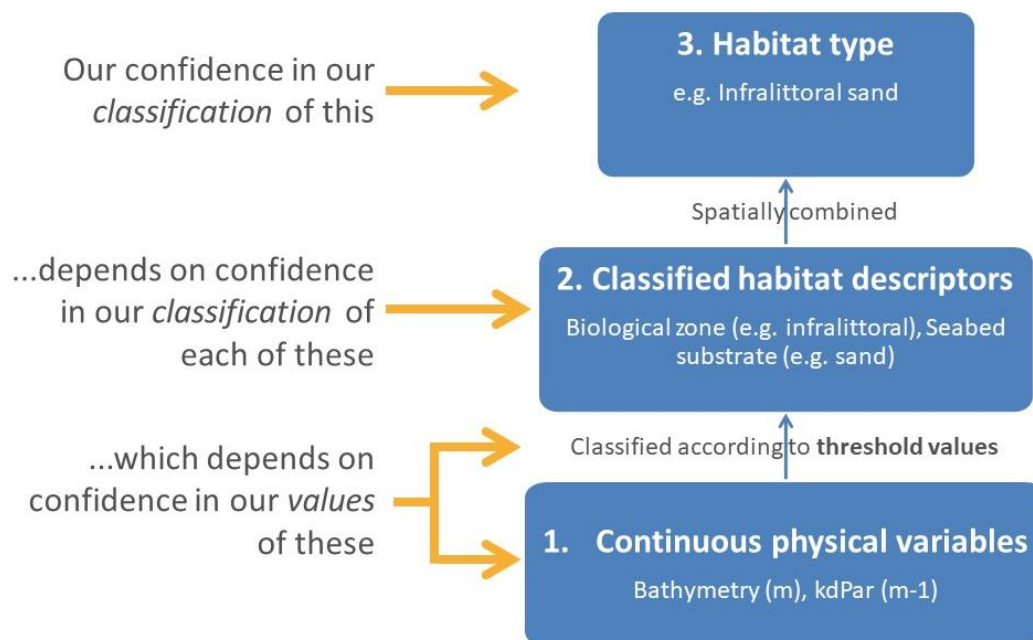 Our confidence in our
classification of this
3. Habitat type
e.g. Infralittoral sand
Spatially combined
...depends on confidence
in our classification of
each of these
2. Classified habitat descriptors
Biological zone (e.g. infralittoral), Seabed
substrate (e.g. sand)
Classified according to threshold values
...which depends on
confidence in our values
of these
1. Continuous physical variables
Bathymetry (m), kdPar (m-1)